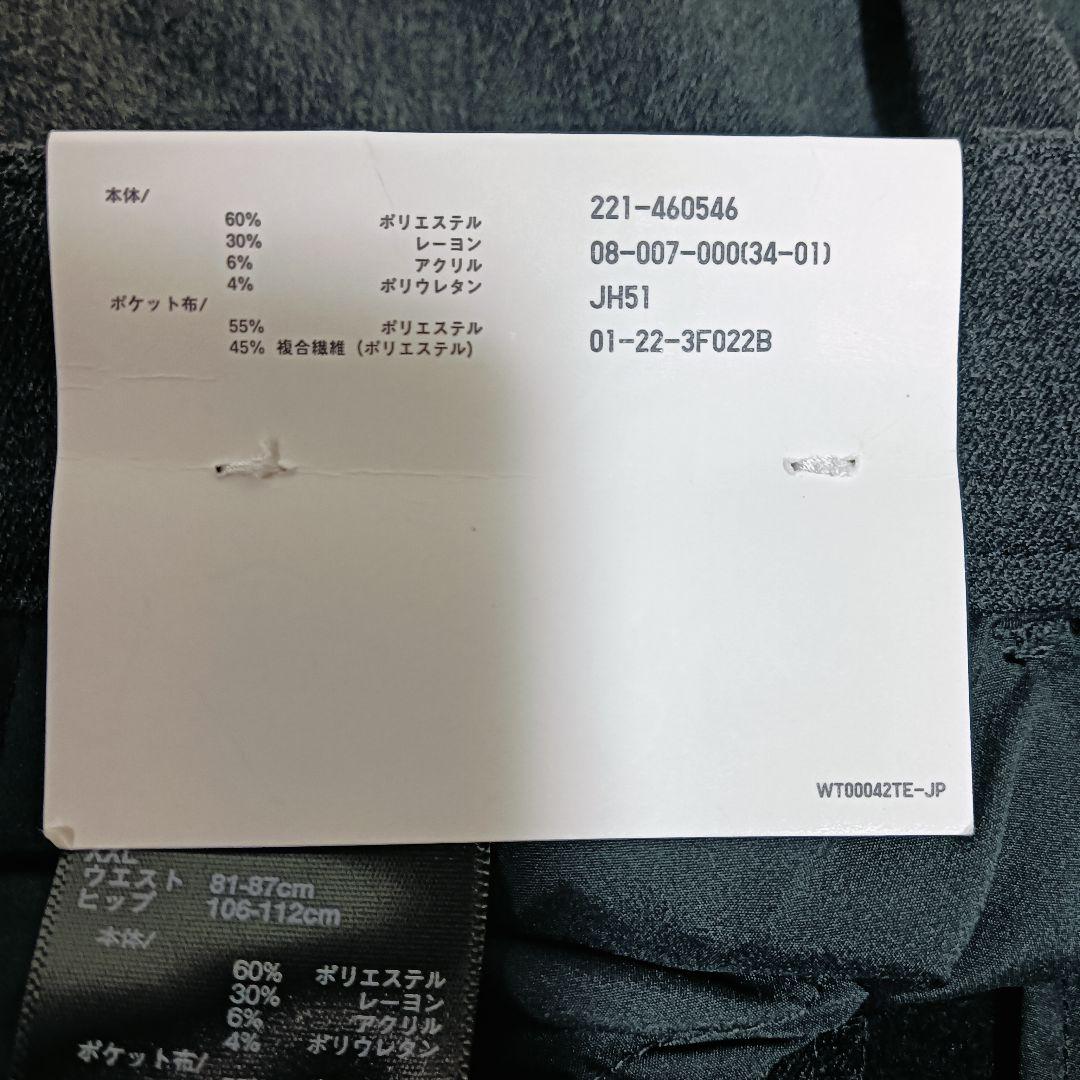 本体/
60% ポリエステル
30% レーヨン
6% アクリル
4% ポリウレタン
ポケット布/
55% ポリエステル
45% 複合繊維 (ポリエステル)
221-460546
08-007-000(34-01)
JH51
01-22-3F022B
WT00042TE-JP
XXL
ウエスト 81-87cm
ヒップ 106-112cm
本体/
60% ポリエステル
30% レーヨン
6% アクリル
4% ポリウレタン
ポケット布/